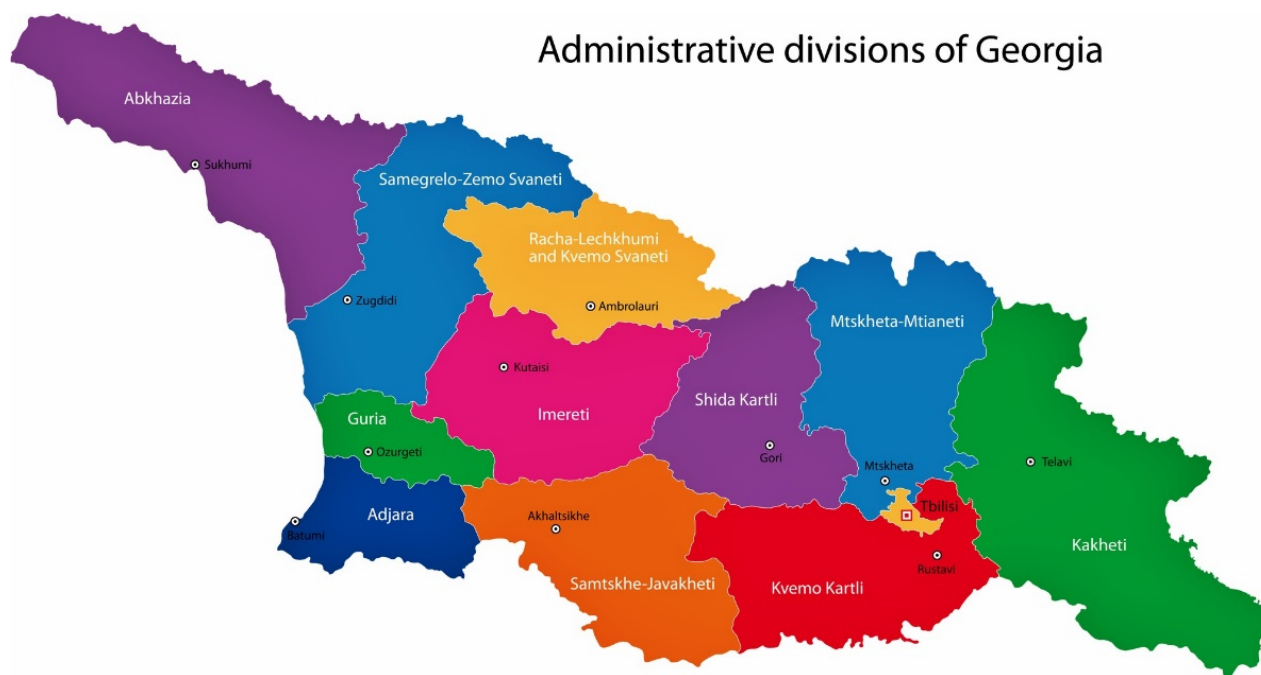 Administrative divisions of Georgia
Abkhazia
Sukhumi
Samegrelo-Zemo Svaneti
Racha-Lechkhumi
and Kvemo Svaneti
Zugdidi
Ambrolauri
Mtskheta-Mtianeti
Kutaisi
Shida Kartli
Imereti
Guria
Ozurgeti
Gori
Mtskheta
Telavi
Tbilisi
Adjara
Batumi
Akhaltsikhe
Kakheti
Rustavi
Samtskhe-Javakheti
Kvemo Kartli